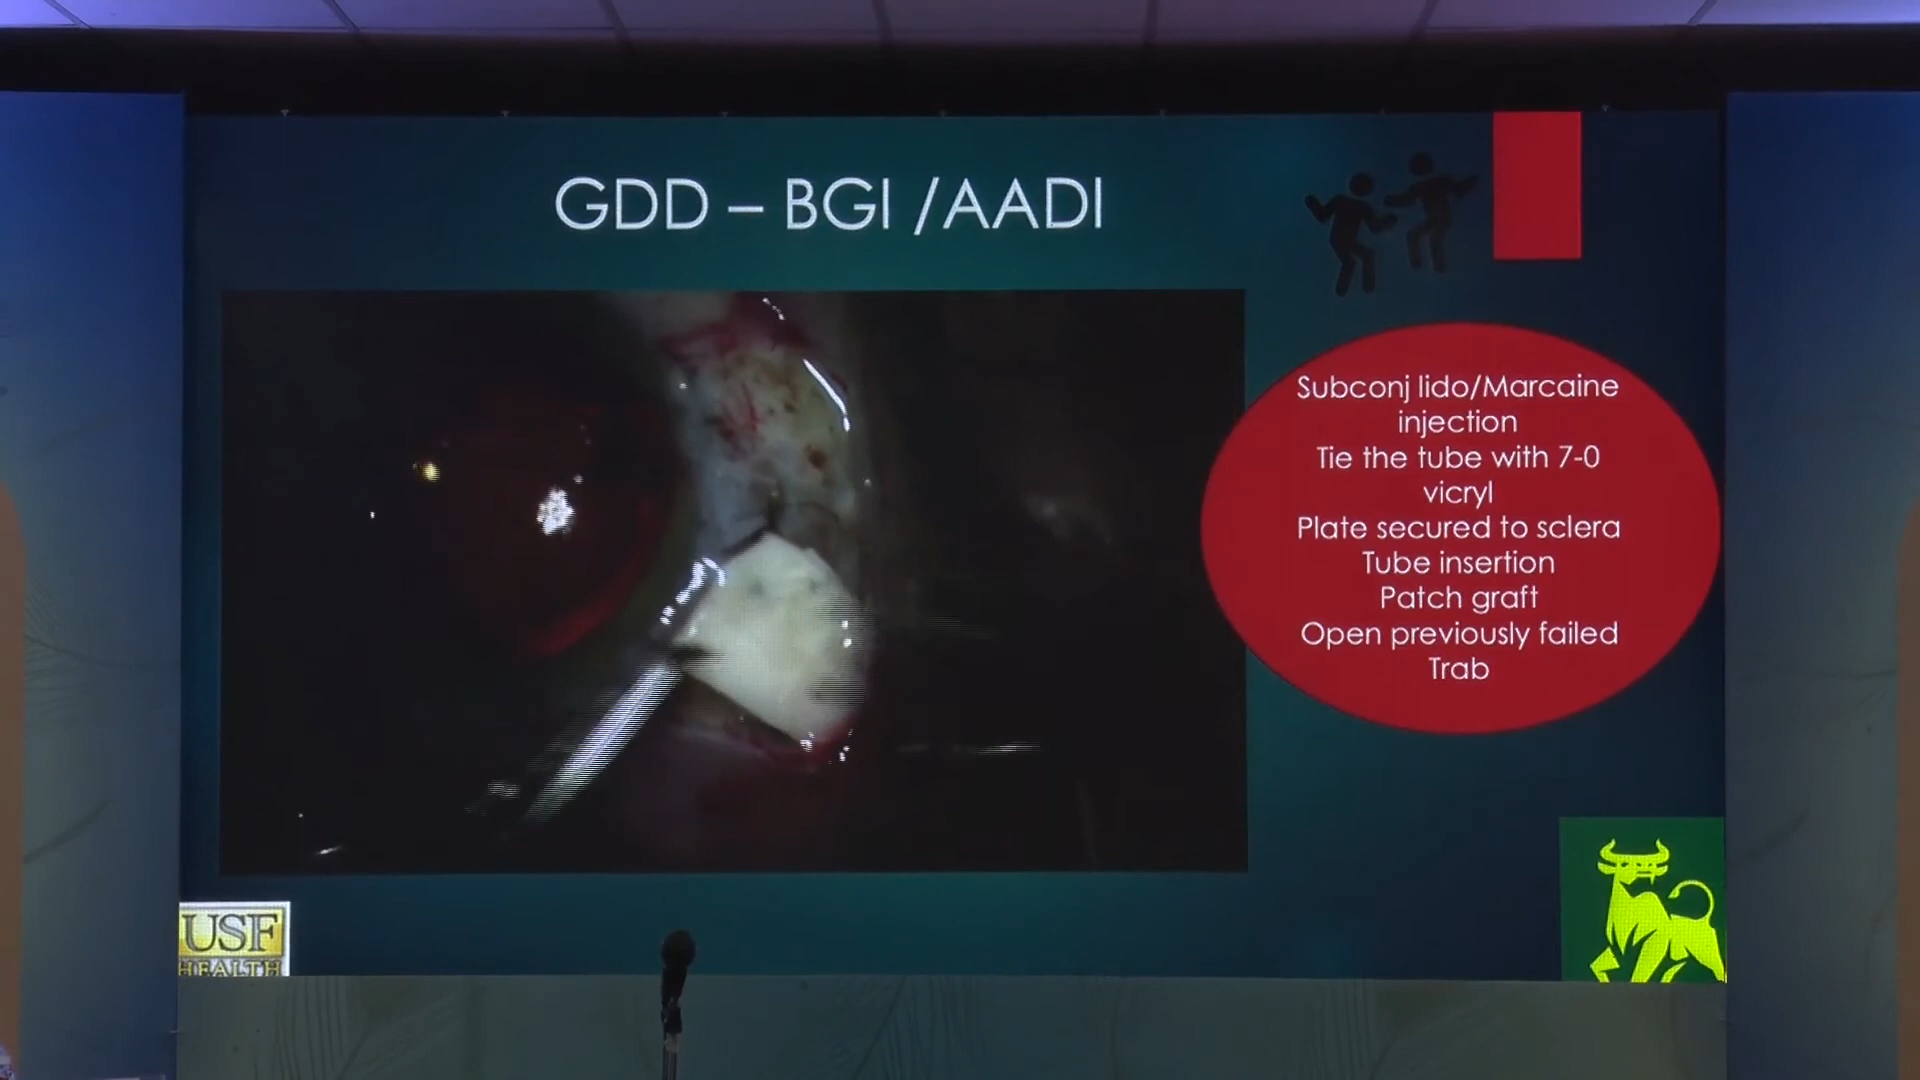 GDD – BGI /AADI
Subconj lido/Marcaine
injection
Tie the tube with 7-0
vicryl
Plate secured to sclera
Tube insertion
Patch graft
Open previously failed
Trab
USF
HEALTH